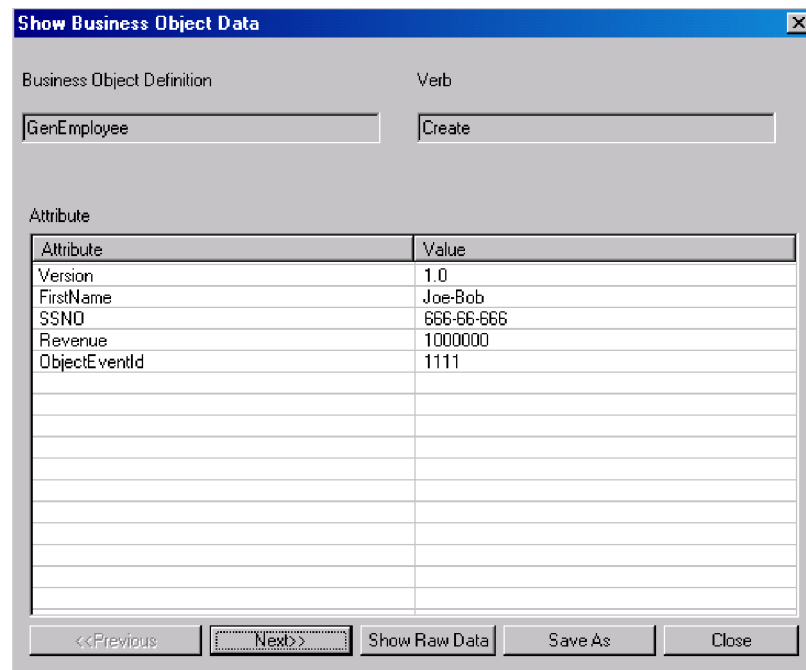 Show Business Object Data
Business Object Definition Verb
GenEmployee Create
Attribute
Attribute Value
Version 1.0
FirstName Joe-Bob
SSNO 666-66-666
Revenue 1000000
ObjectEventId 1111
<<Previous Next>> Show Raw Data Save As Close